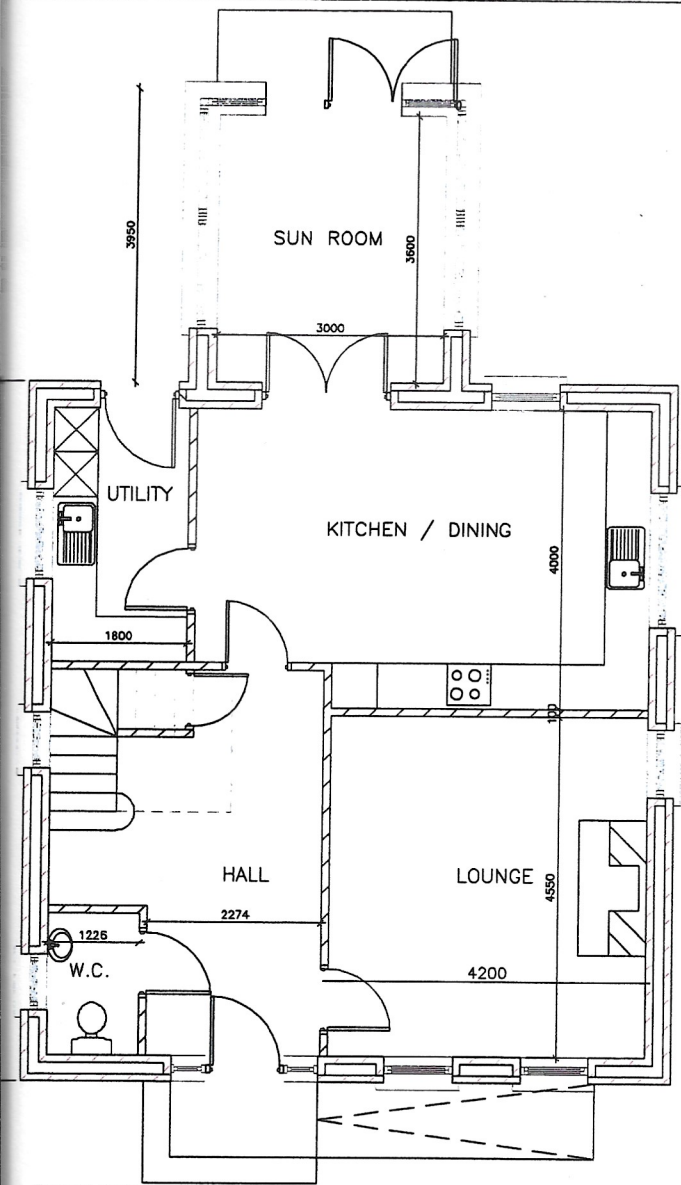 3950
SUN ROOM
3600
3000
UTILITY
KITCHEN / DINING
4000
1800
100
HALL
LOUNGE
4550
2274
1226
W.C.
4200